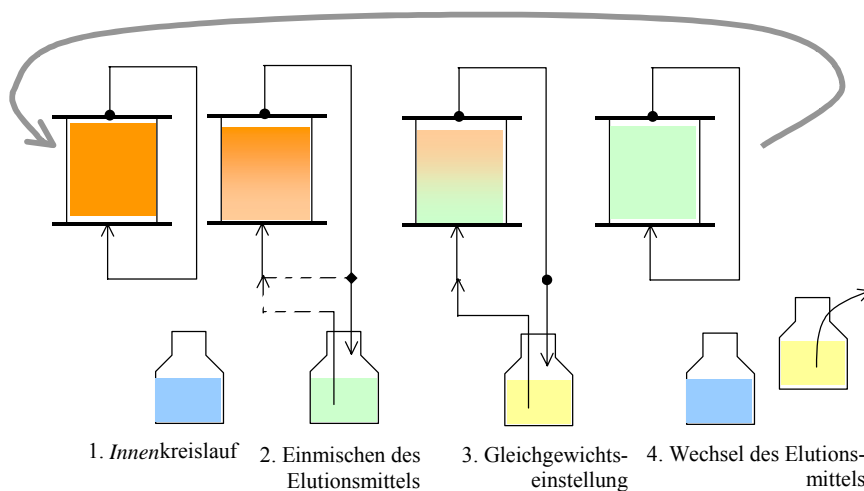 1. Innenkreislauf
2. Einmischen des
Elutionsmittels
3. Gleichgewichts-
einstellung
4. Wechsel des Elutions-
mittels